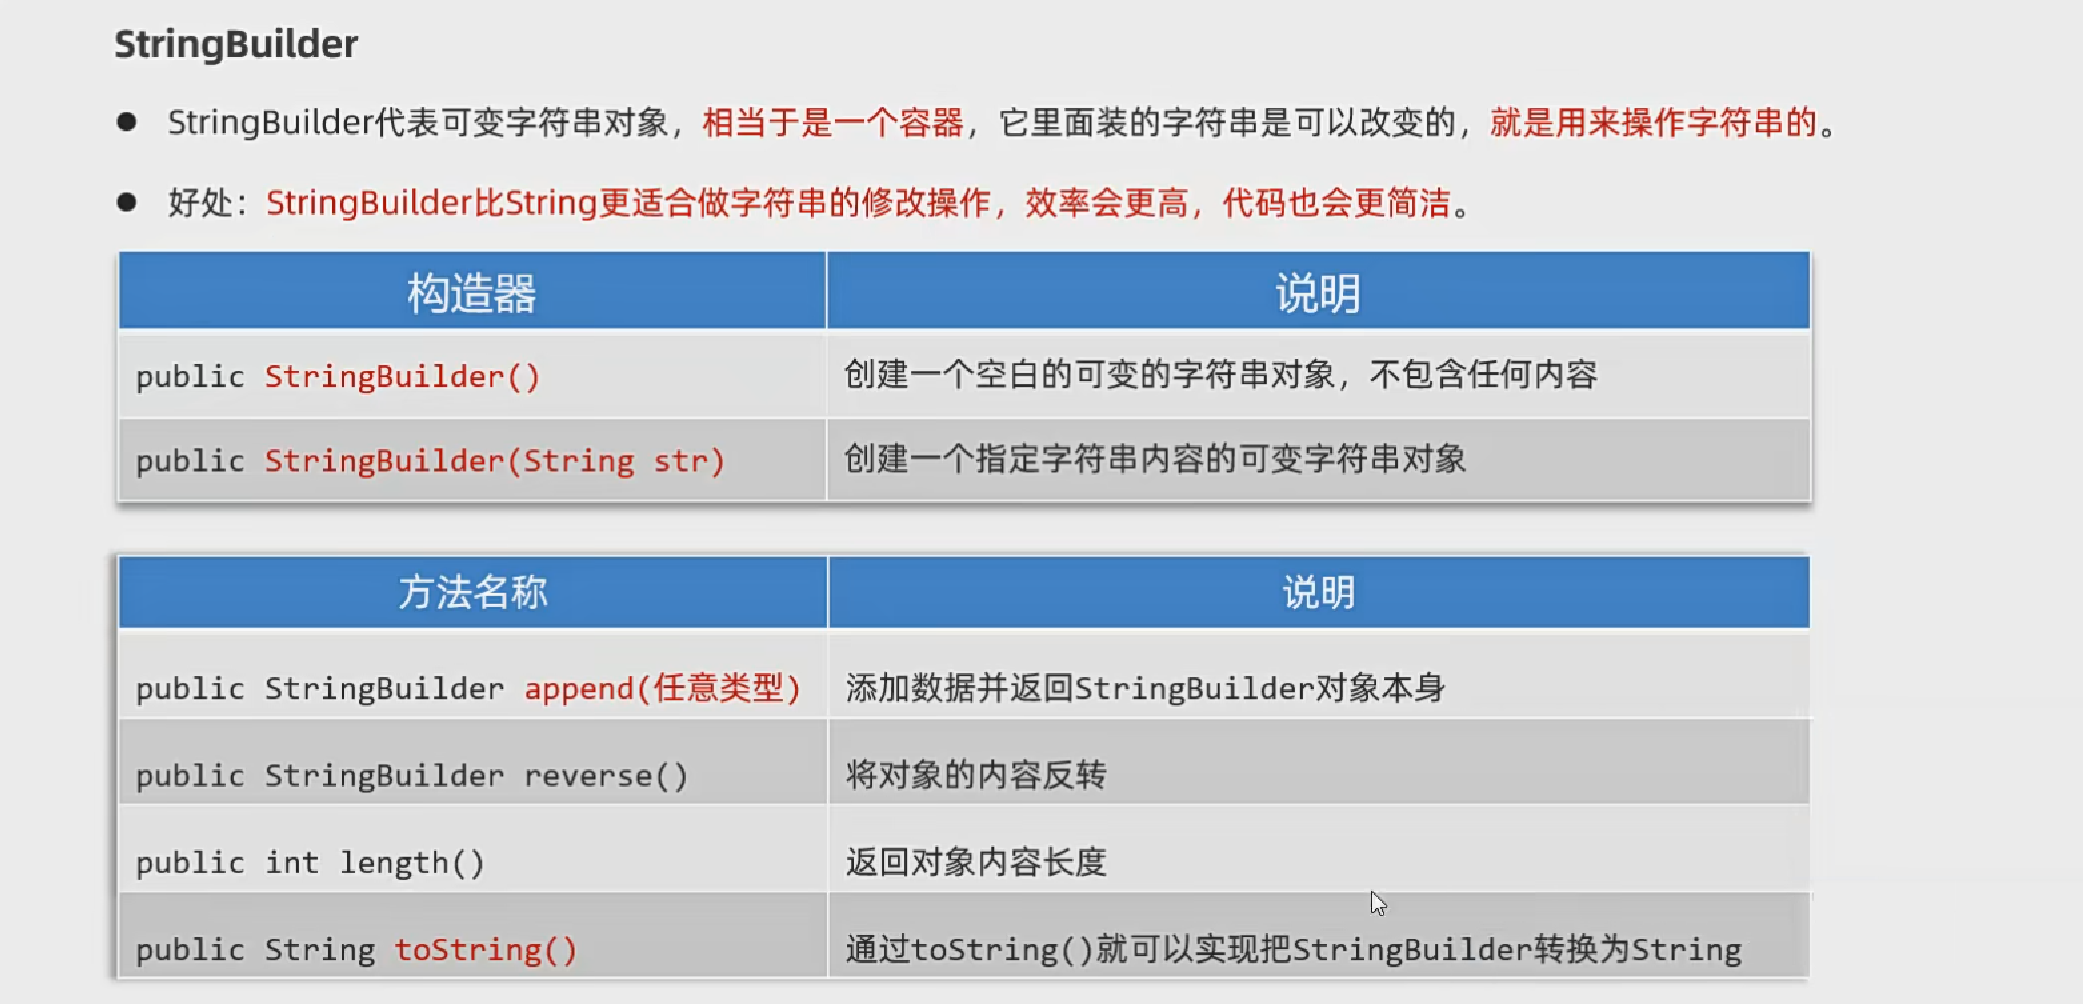 StringBuilder
● StringBuilder代表可变字符串对象，相当于是一个容器，它里面装的字符串是可以改变的，就是用来操作字符串的。
● 好处：StringBuilder比String更适合做字符串的修改操作，效率会更高，代码也会更简洁。
构造器 说明
public StringBuilder() 创建一个空白的可变的字符串对象，不包含任何内容
public StringBuilder(String str) 创建一个指定字符串内容的可变字符串对象
方法名称 说明
public StringBuilder append(任意类型) 添加数据并返回StringBuilder对象本身
public StringBuilder reverse() 将对象的内容反转
public int length() 返回对象内容长度
public String toString() 通过toString()就可以实现把StringBuilder转换为String